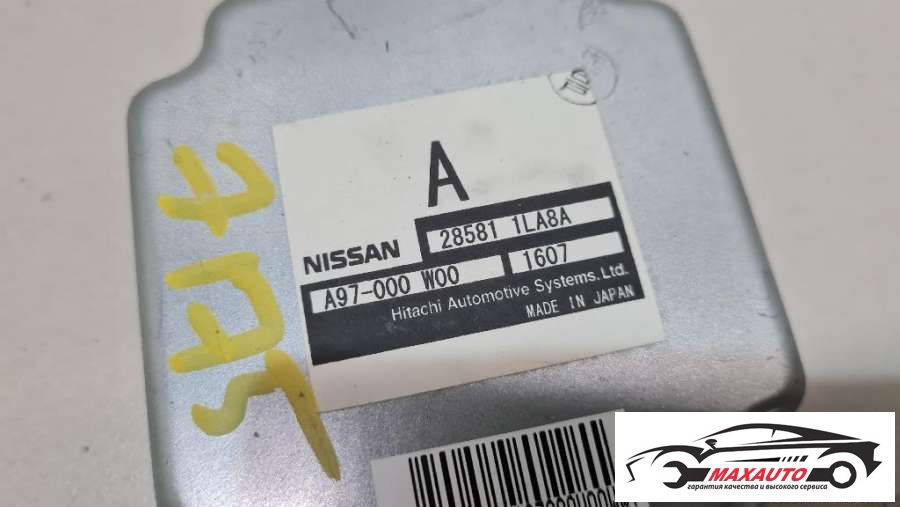 A
NISSAN
28581 1LA8A
A97-000 W00
1607
Hitachi Automotive Systems, Ltd.
MADE IN JAPAN
MAXAUTO
гарантия качества и высокого сервиса